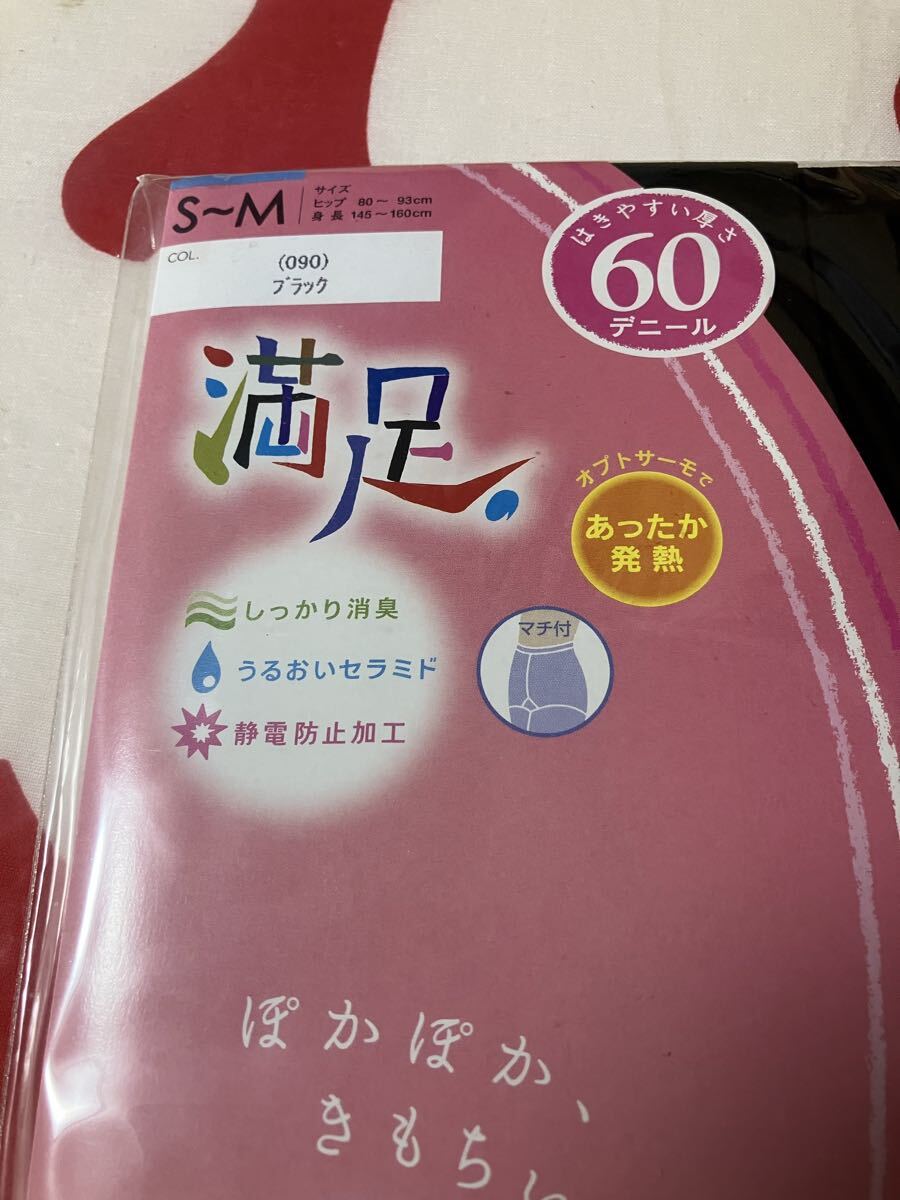 S~M
サイズ
ヒップ 80~ 93cm
身長 145~160cm
COL.
(090)
ブラック
はきやすい厚さ
60
デニール
満足。
オプトサーモで
あったか
発熱
しっかり消臭
うるおいセラミド
静電防止加工
マチ付
ぽかぽか、
きもち